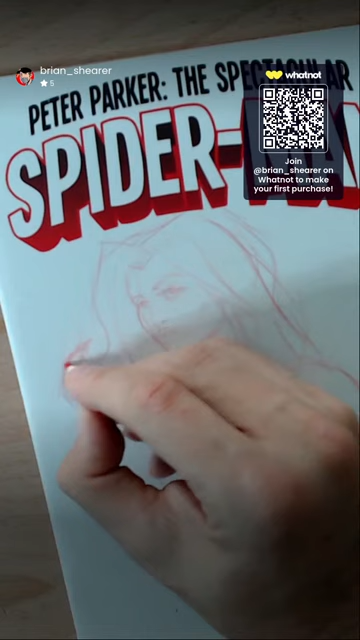 brian_shearer
★ 5
whatnot
Join
@brian_shearer on
Whatnot to make
your first purchase!
PETER PARKER: THE SPECTACULAR
SPIDER-